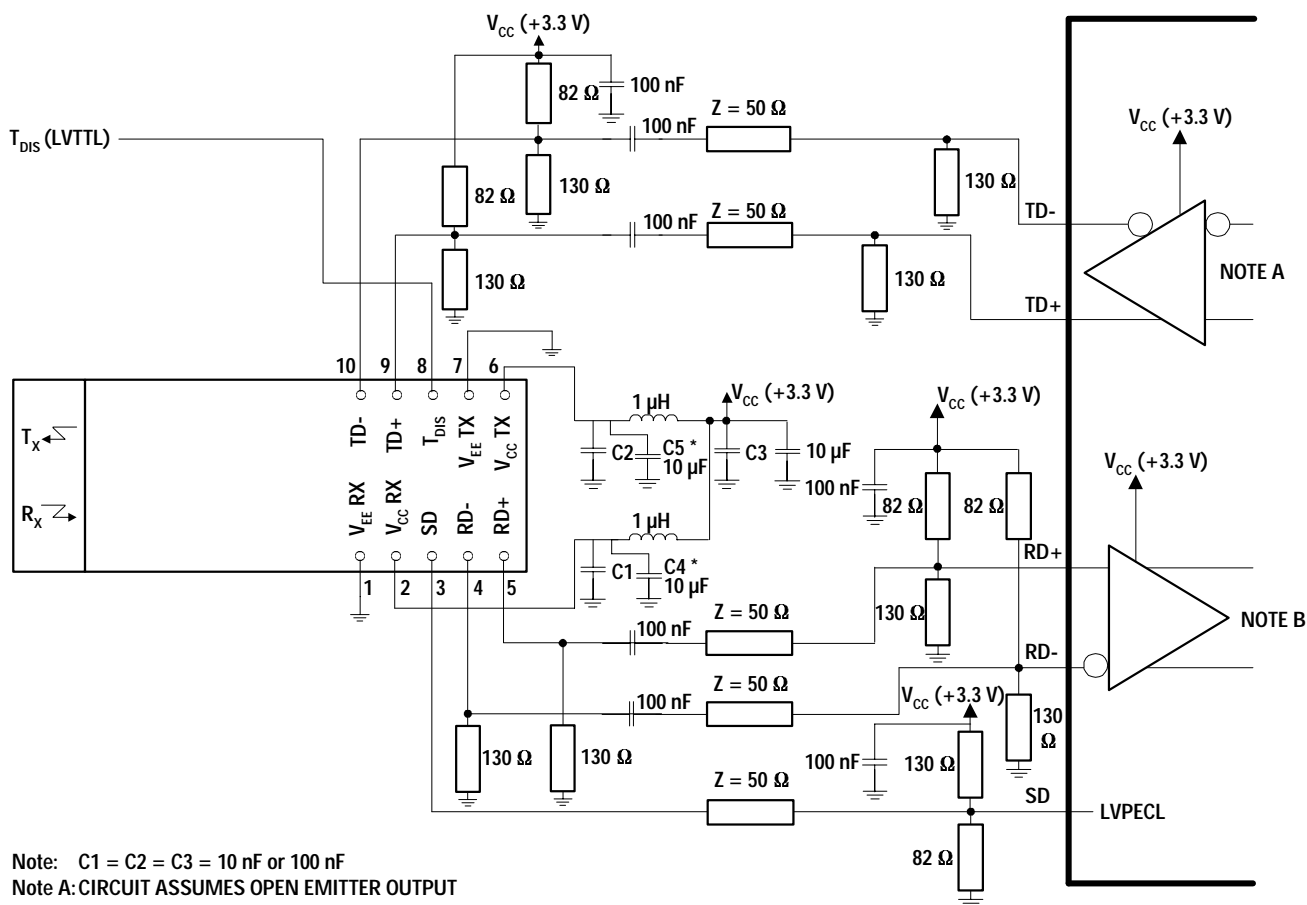 V_CC (+3.3 V)
82 Ω
100 nF
T_DIS (LVTTL)
100 nF
Z = 50 Ω
V_CC (+3.3 V)
82 Ω
130 Ω
130 Ω
100 nF
Z = 50 Ω
TD-
130 Ω
130 Ω
NOTE A
TD+
10
9
8
7
6
V_CC (+3.3 V)
1 µH
V_CC (+3.3 V)
T_X
TD-
TD+
T_DIS
V_EE TX
V_CC TX
C2
C5 *
10 µF
C3
10 µF
V_CC (+3.3 V)
100 nF
82 Ω
82 Ω
R_X
V_EE RX
V_CC RX
SD
RD-
RD+
1 µH
RD+
C1
C4 *
10 µF
1
2
3
4
5
130 Ω
Z = 50 Ω
100 nF
NOTE B
RD-
Z = 50 Ω
100 nF
V_CC (+3.3 V)
130
Ω
130 Ω
130 Ω
100 nF
130 Ω
Z = 50 Ω
SD
LVPECL
82 Ω
Note: C1 = C2 = C3 = 10 nF or 100 nF
Note A: CIRCUIT ASSUMES OPEN EMITTER OUTPUT